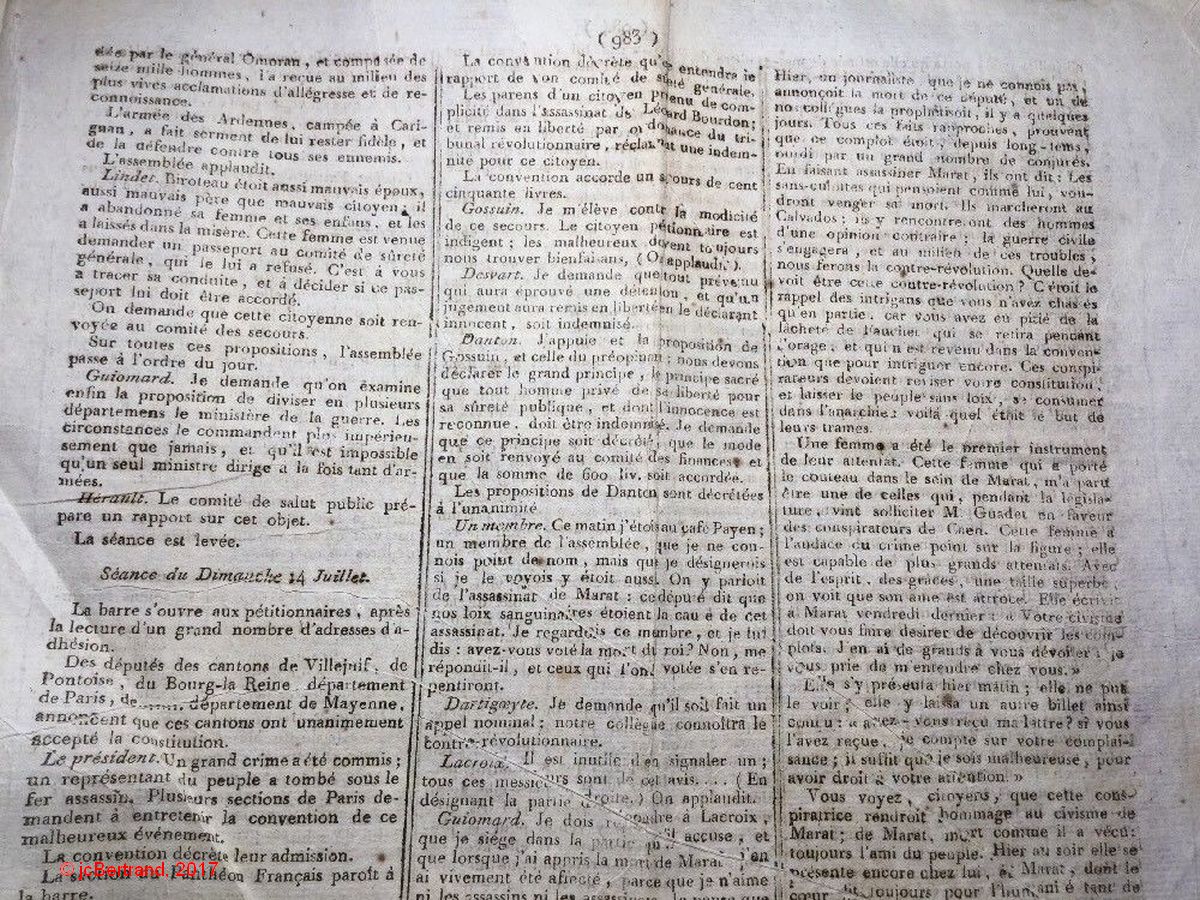 ( 983 )
dée par le général Omoran, et composée de
seize mille hommes, l'a reçue au milieu des
plus vives acclamations d'allégresse et de re-
connoissance.
L'armée des Ardennes, campée à Cari-
gnan, a fait serment de lui rester fidèle, et
de la défendre contre tous ses ennemis.
L'assemblée applaudit.
Lindet. Biroteau étoit aussi mauvais époux,
aussi mauvais père que mauvais citoyen; il
a abandonné sa femme et ses enfans, et les
a laissés dans la misère. Cette femme est venue
demander un passeport au comité de sûreté
générale, qui le lui a refusé. C'est à vous
a tracer sa conduite, et à décider si ce pas-
seport lui doit être accordé.
On demande que cette citoyenne soit ren-
voyée au comité des secours.
Sur toutes ces propositions, l'assemblée
passe à l'ordre du jour.
Guiomard. Je demande qu'on examine
enfin la proposition de diviser en plusieurs
départemens le ministère de la guerre. Les
circonstances le commandent plus impérieu-
sement que jamais, et qu'il est impossible
qu'un seul ministre dirige a la fois tant d'ar-
mées.
Hérault. Le comité de salut public pré-
pare un rapport sur cet objet.
La séance est levée.
Séance du Dimanche 14 Juillet.
La barre s'ouvre aux pétitionnaires, après
la lecture d'un grand nombre d'adresses d'a-
dhésion.
Des députés des cantons de Villejuif, de
Pontoise, du Bourg-la Reine, département
de Paris, de département de Mayenne,
annoncent que ces cantons ont unanimement
accepté la constitution.
Le président. Un grand crime a été commis;
un représentant du peuple a tombé sous le
fer assassin. Plusieurs sections de Paris de-
mandent à entretenir la convention de ce
malheureux événement.
La convention décrète leur admission.
La section du Panthéon Français paroît à
la barre.
La convention décrète qu'elle entendra le
rapport de son comité de sûreté générale.
Les parens d'un citoyen prévenu de com-
plicité dans l'assassinat de Léonard Bourdon;
et remis en liberté par ordonnance du tri-
bunal révolutionnaire, réclamant une indem-
nité pour ce citoyen.
La convention accorde un secours de cent
cinquante livres.
Gossuin. Je m'élève contre la modicité
de ce secours. Le citoyen pétitionnaire est
indigent; les malheureux doivent toujours
nous trouver bienfaisans, (On applaudit).
Desvart. Je demande que tout prévenu
qui aura éprouvé une détention, et qu'un
jugement aura remis en liberté en le déclarant
innocent, soit indemnisé.
Danton. J'appuie et la proposition de
Gossuin, et celle du préopinan; nous devons
déclarer le grand principe, le principe sacré
que tout homme privé de sa liberté pour
sa sûreté publique, et dont l'innocence est
reconnue, doit être indemnisé. Je demande
que ce principe soit décrété, que le mode
en soit renvoyé au comité des finances et
que la somme de 600 liv. soit accordée.
Les propositions de Danton sont décrétées
à l'unanimité
Un membre. Ce matin j'étois au café Payen;
un membre de l'assemblée, que je ne con-
nois point de nom, mais que je désignerois
si je le voyois y étoit aussi. On y parloit
de l'assassinat de Marat: ce député dit que
nos loix sanguinaires étoient la cause de cet
assassinat. Je regardois ce membre, et je lui
dis: avez-vous voté la mort du roi? Non, me
répondit-il, et ceux qui l'ont votée s'en re-
pentiront.
Dartigoyte. Je demande qu'il soit fait un
appel nominal: notre collègue connoîtra le
contre-révolutionnaire.
Lacroix. Il est inutile d'en signaler un;
tous ces messieurs sont de cet avis.... (En
désignant la partie droite.) On applaudit.
Guiomard. Je dois répondre à Lacroix,
que je siége dans la partie qu'il accuse, et
que lorsque j'ai appris la mort de Marat j'en
ai vivement été affecté, parce que je n'aime
ni les assassins ni les assassinats.
Hier, un journaliste, que je ne connois pas,
annonçoit la mort de ce député, et un de
nos collègues la prophétisoit, il y a quelques
jours. Tous ces faits rapprochés, prouvent
que ce complot étoit, depuis long-tems,
ourdi par un grand nombre de conjurés.
En faisant assassiner Marat, ils ont dit: Les
sans-culottes qui pensoient comme lui, vou-
dront venger sa mort. Ils marcheront au
Calvados; ils y rencontreront des hommes
d'une opinion contraire; la guerre civile
s'engagera, et au milieu de ces troubles,
nous ferons la contre-révolution. Quelle de-
voit être cette contre-révolution? C'étoit le
rappel des intrigans que vous n'avez chassés
qu'en partie, car vous avez eu pitié de la
lâcheté de Fauchet, qui se retira pendant
l'orage, et qui n'est revenu dans la conven-
tion que pour intriguer encore. Ces conspi-
rateurs devoient reviser votre constitution,
et laisser le peuple sans loix, se consumer
dans l'anarchie: voilà quel étoit le but de
leurs trames.
Une femme a été le premier instrument
de leur attentat. Cette femme qui a porté
le couteau dans le sein de Marat, m'a paru
être une de celles qui, pendant la législa-
ture, vint solliciter M. Guadet en faveur
des conspirateurs de Caen. Cette femme a
l'audace du crime peint sur la figure; elle
est capable de plus grands attentats. Avec
de l'esprit, des grâces, une taille superbe,
on voit que son ame est atroce. Elle écrivit
à Marat vendredi dernier: « Votre civisme
doit vous faire desirer de découvrir les com-
plots. J'en ai de grands à vous dévoiler: je
vous prie de m'entendre chez vous. »
Elle s'y présenta hier matin; elle ne put
le voir; elle y laissa un autre billet ainsi
conçu: « avez-vous reçu ma lettre? si vous
l'avez reçue, je compte sur votre complai-
sance; il suffit que je sois malheureuse, pour
avoir droit à votre attention. »
Vous voyez, citoyens, que cette cons-
piratrice rendroit hommage au civisme de
Marat; de Marat, mort comme il a vécu:
toujours l'ami du peuple. Hier au soir elle se
présente encore chez lui, et Marat, dont le
cœur toujours pour l'humanité tant de
© jcBertrand, 2017